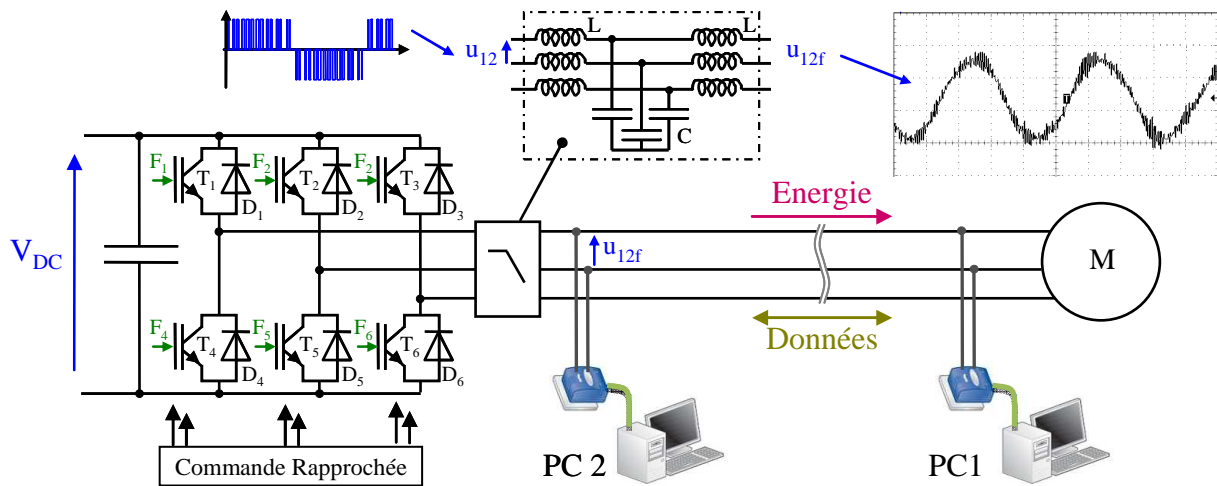 L L
u12 u12f
C
F1 F2 F2
T1 T2 T3
D1 D2 D3
VDC
Energie
u12f
M
F4 F5 F6
T4 T5 T6
D4 D5 D6
Données
Commande Rapprochée
PC 2 PC1